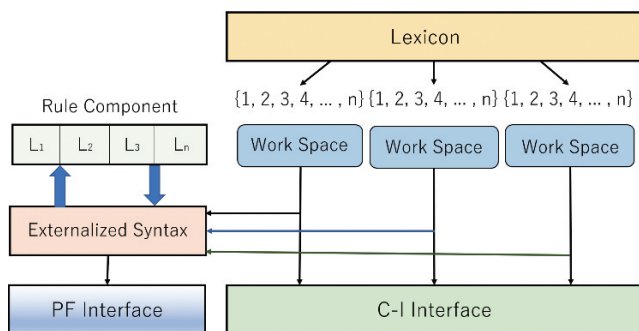 Lexicon
{1, 2, 3, 4, ... , n} {1, 2, 3, 4, ... , n} {1, 2, 3, 4, ... , n}
Rule Component
L₁ L₂ L₃ Lₙ
Work Space Work Space Work Space
Externalized Syntax
PF Interface C-I Interface